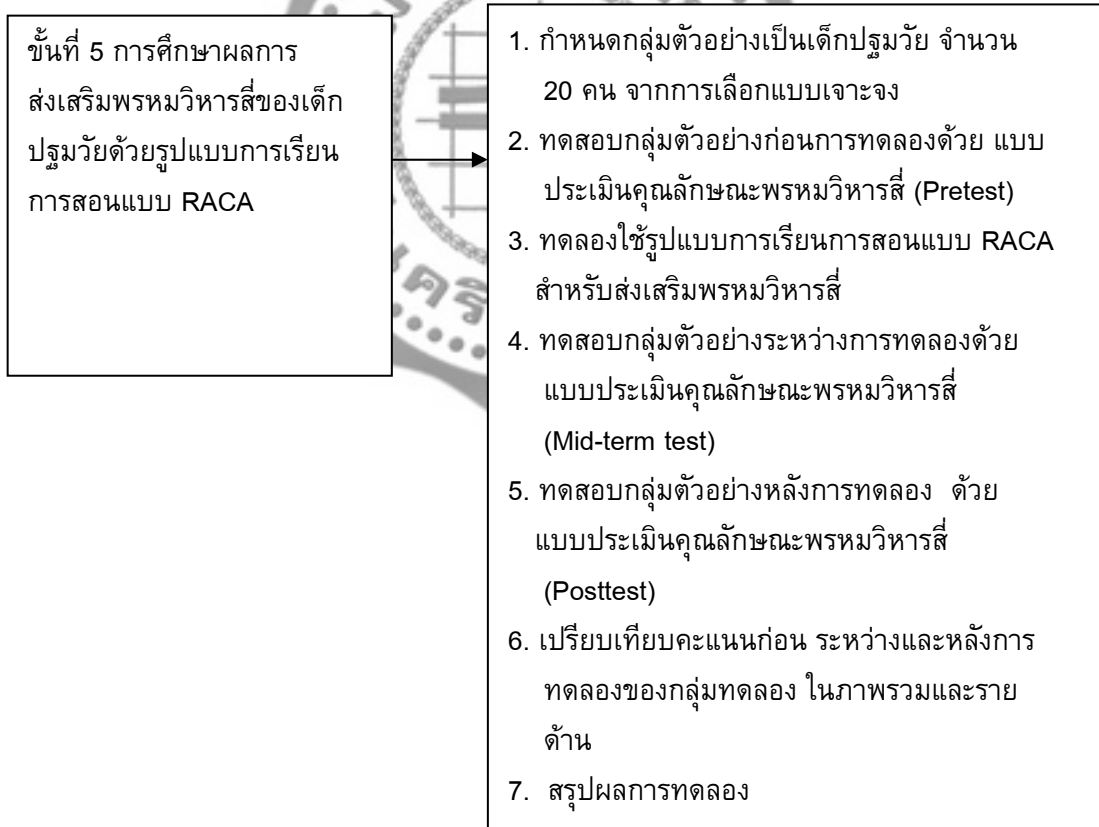 ขั้นที่ 5 การศึกษาผลการ
ส่งเสริมพรหมวิหารสี่ของเด็ก
ปฐมวัยด้วยรูปแบบการเรียน
การสอนแบบ RACA
1. กำหนดกลุ่มตัวอย่างเป็นเด็กปฐมวัย จำนวน
20 คน จากการเลือกแบบเจาะจง
2. ทดสอบกลุ่มตัวอย่างก่อนการทดลองด้วย แบบ
ประเมินคุณลักษณะพรหมวิหารสี่ (Pretest)
3. ทดลองใช้รูปแบบการเรียนการสอนแบบ RACA
สำหรับส่งเสริมพรหมวิหารสี่
4. ทดสอบกลุ่มตัวอย่างระหว่างการทดลองด้วย
แบบประเมินคุณลักษณะพรหมวิหารสี่
(Mid-term test)
5. ทดสอบกลุ่มตัวอย่างหลังการทดลอง ด้วย
แบบประเมินคุณลักษณะพรหมวิหารสี่
(Posttest)
6. เปรียบเทียบคะแนนก่อน ระหว่างและหลังการ
ทดลองของกลุ่มทดลอง ในภาพรวมและราย
ด้าน
7. สรุปผลการทดลอง